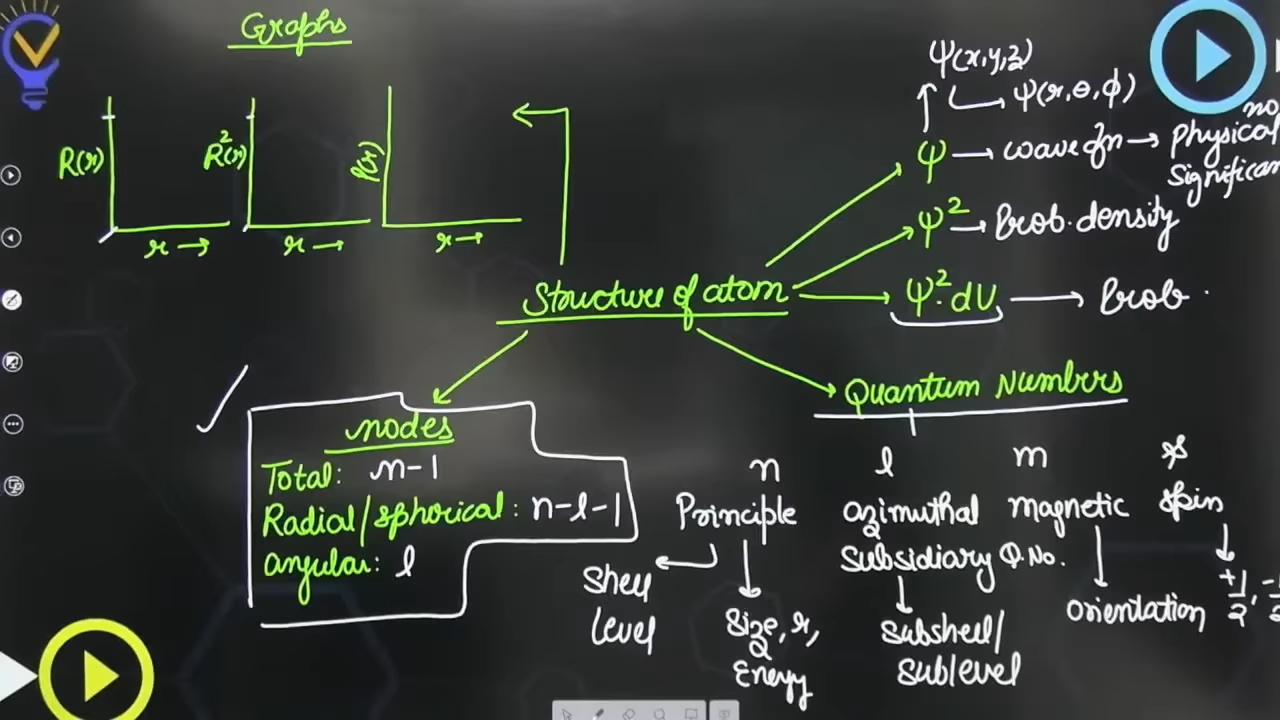 Graphs
R(r)
r →
R²(r)
r →
r →
ψ(x,y,z)
ψ(r,θ,ϕ)
ψ → wave fn → no Physical
Significan
ψ² → Prob. density
ψ².dV → Prob.
Structure of atom
nodes
Total: n-1
Radial/spherical: n-l-1
angular: l
Quantum Numbers
n
Principle
Shell
level
Size, r,
Energy
l
azimuthal
Subsidiary Q.No.
Subshell/
Sublevel
m
magnetic
orientation
s
spin
+1/2, -